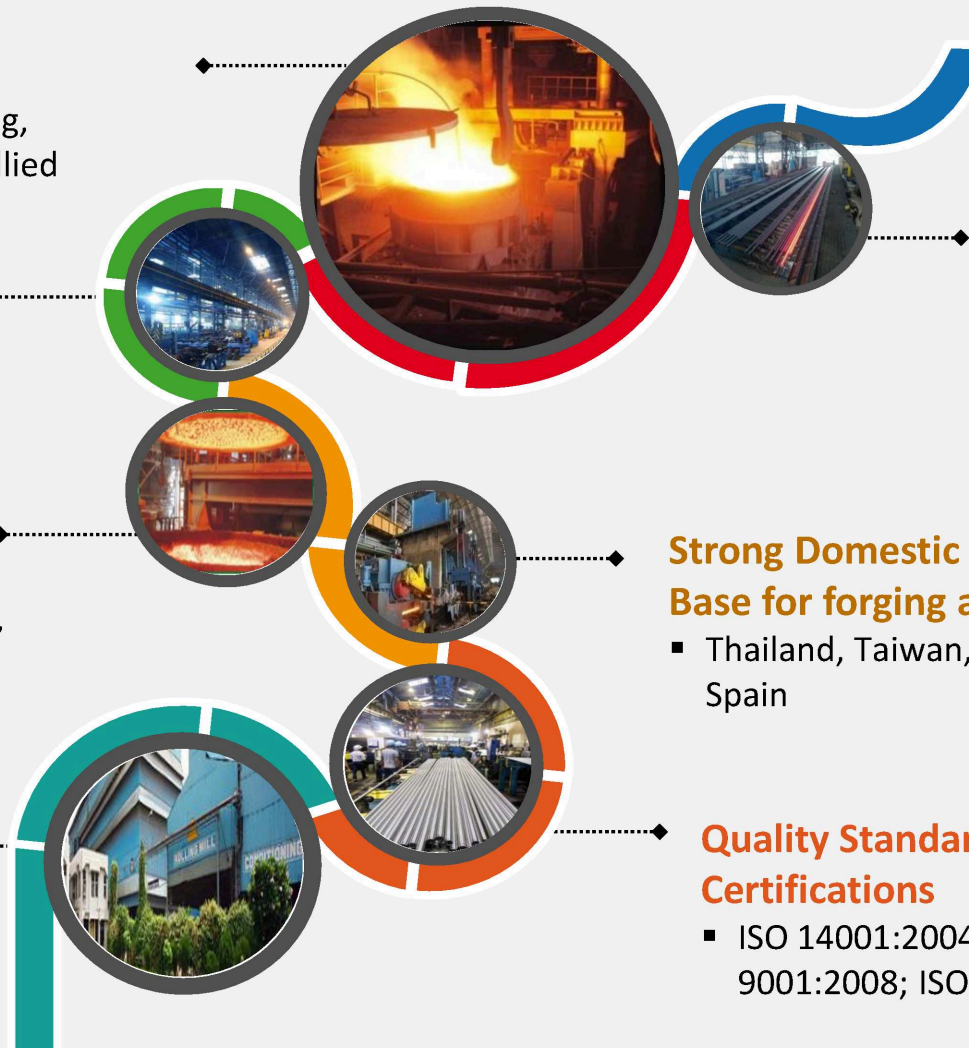 g,
llied
,
Strong Domestic
Base for forging a
▪ Thailand, Taiwan,
Spain
ROLLING MILL
CONDITIONING
Quality Standar
Certifications
▪ ISO 14001:2004
9001:2008; ISO